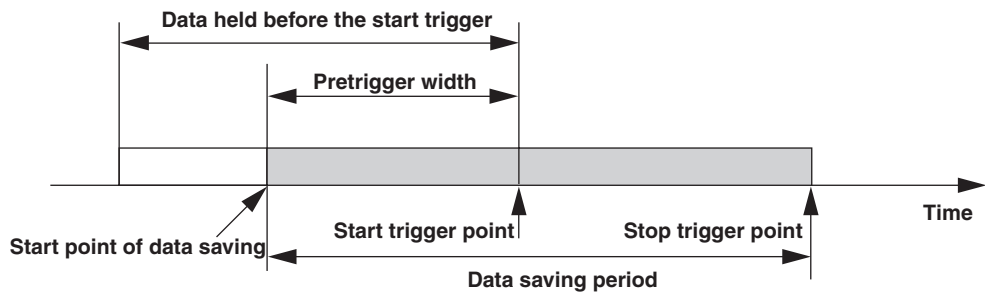 Data held before the start trigger
Pretrigger width
Time
Start trigger point
Stop trigger point
Start point of data saving
Data saving period